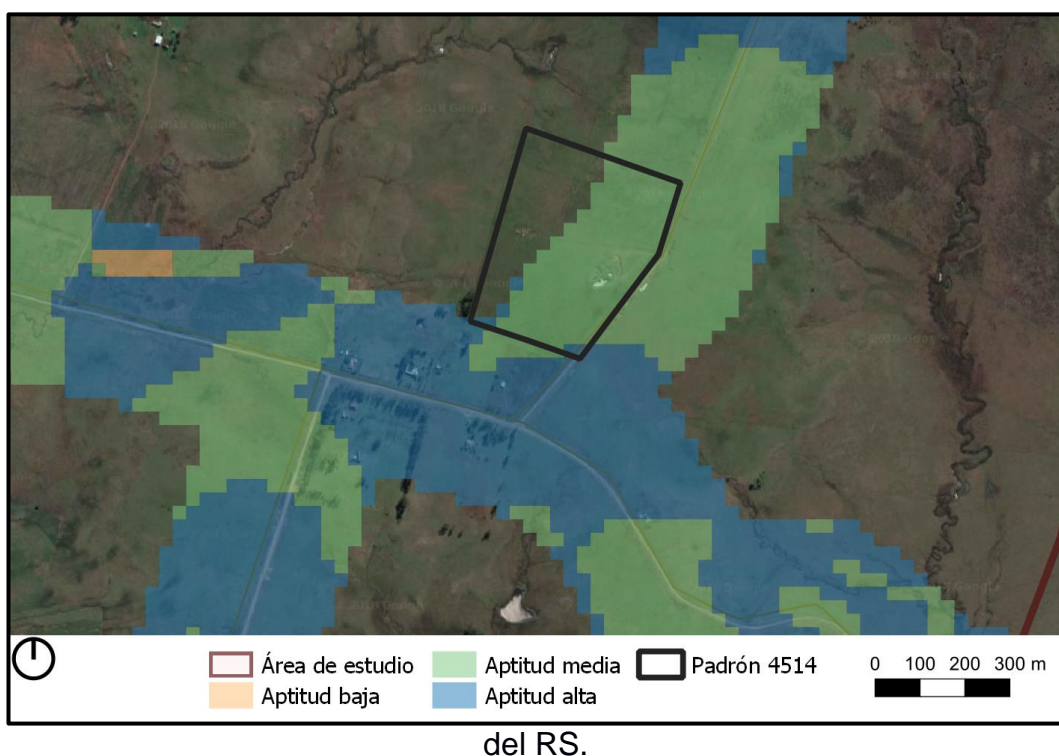 Área de estudio
Aptitud baja
Aptitud media
Aptitud alta
Padrón 4514
0 100 200 300 m
del RS.